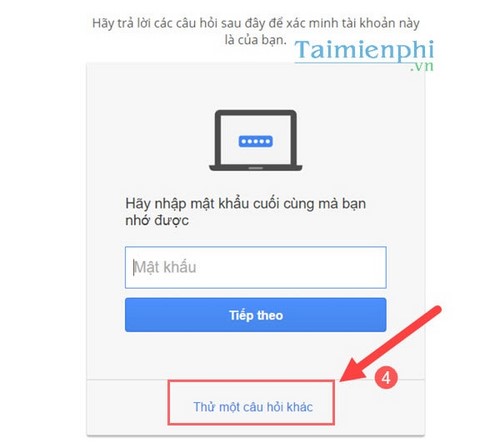 Hãy trả lời các câu hỏi sau đây để xác minh tài khoản này
là của bạn.
Taimienphi
.vn
Hãy nhập mật khẩu cuối cùng mà bạn
nhớ được
Mật khẩu
Tiếp theo
4
Thử một câu hỏi khác